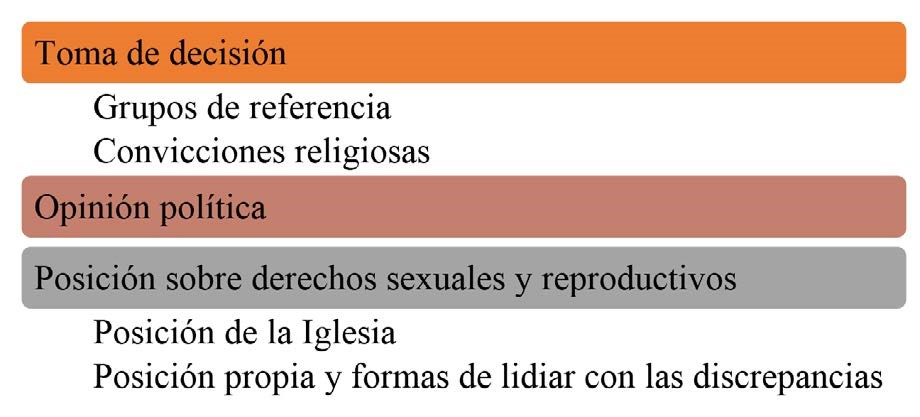 Toma de decisión
Grupos de referencia
Convicciones religiosas
Opinión política
Posición sobre derechos sexuales y reproductivos
Posición de la Iglesia
Posición propia y formas de lidiar con las discrepancias